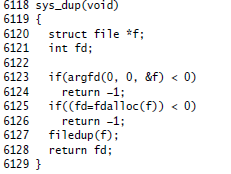 6118 sys_dup(void)
6119 {
6120   struct file *f;
6121   int fd;
6122
6123   if(argfd(0, 0, &f) < 0)
6124     return -1;
6125   if((fd=fdalloc(f)) < 0)
6126     return -1;
6127   filedup(f);
6128   return fd;
6129 }